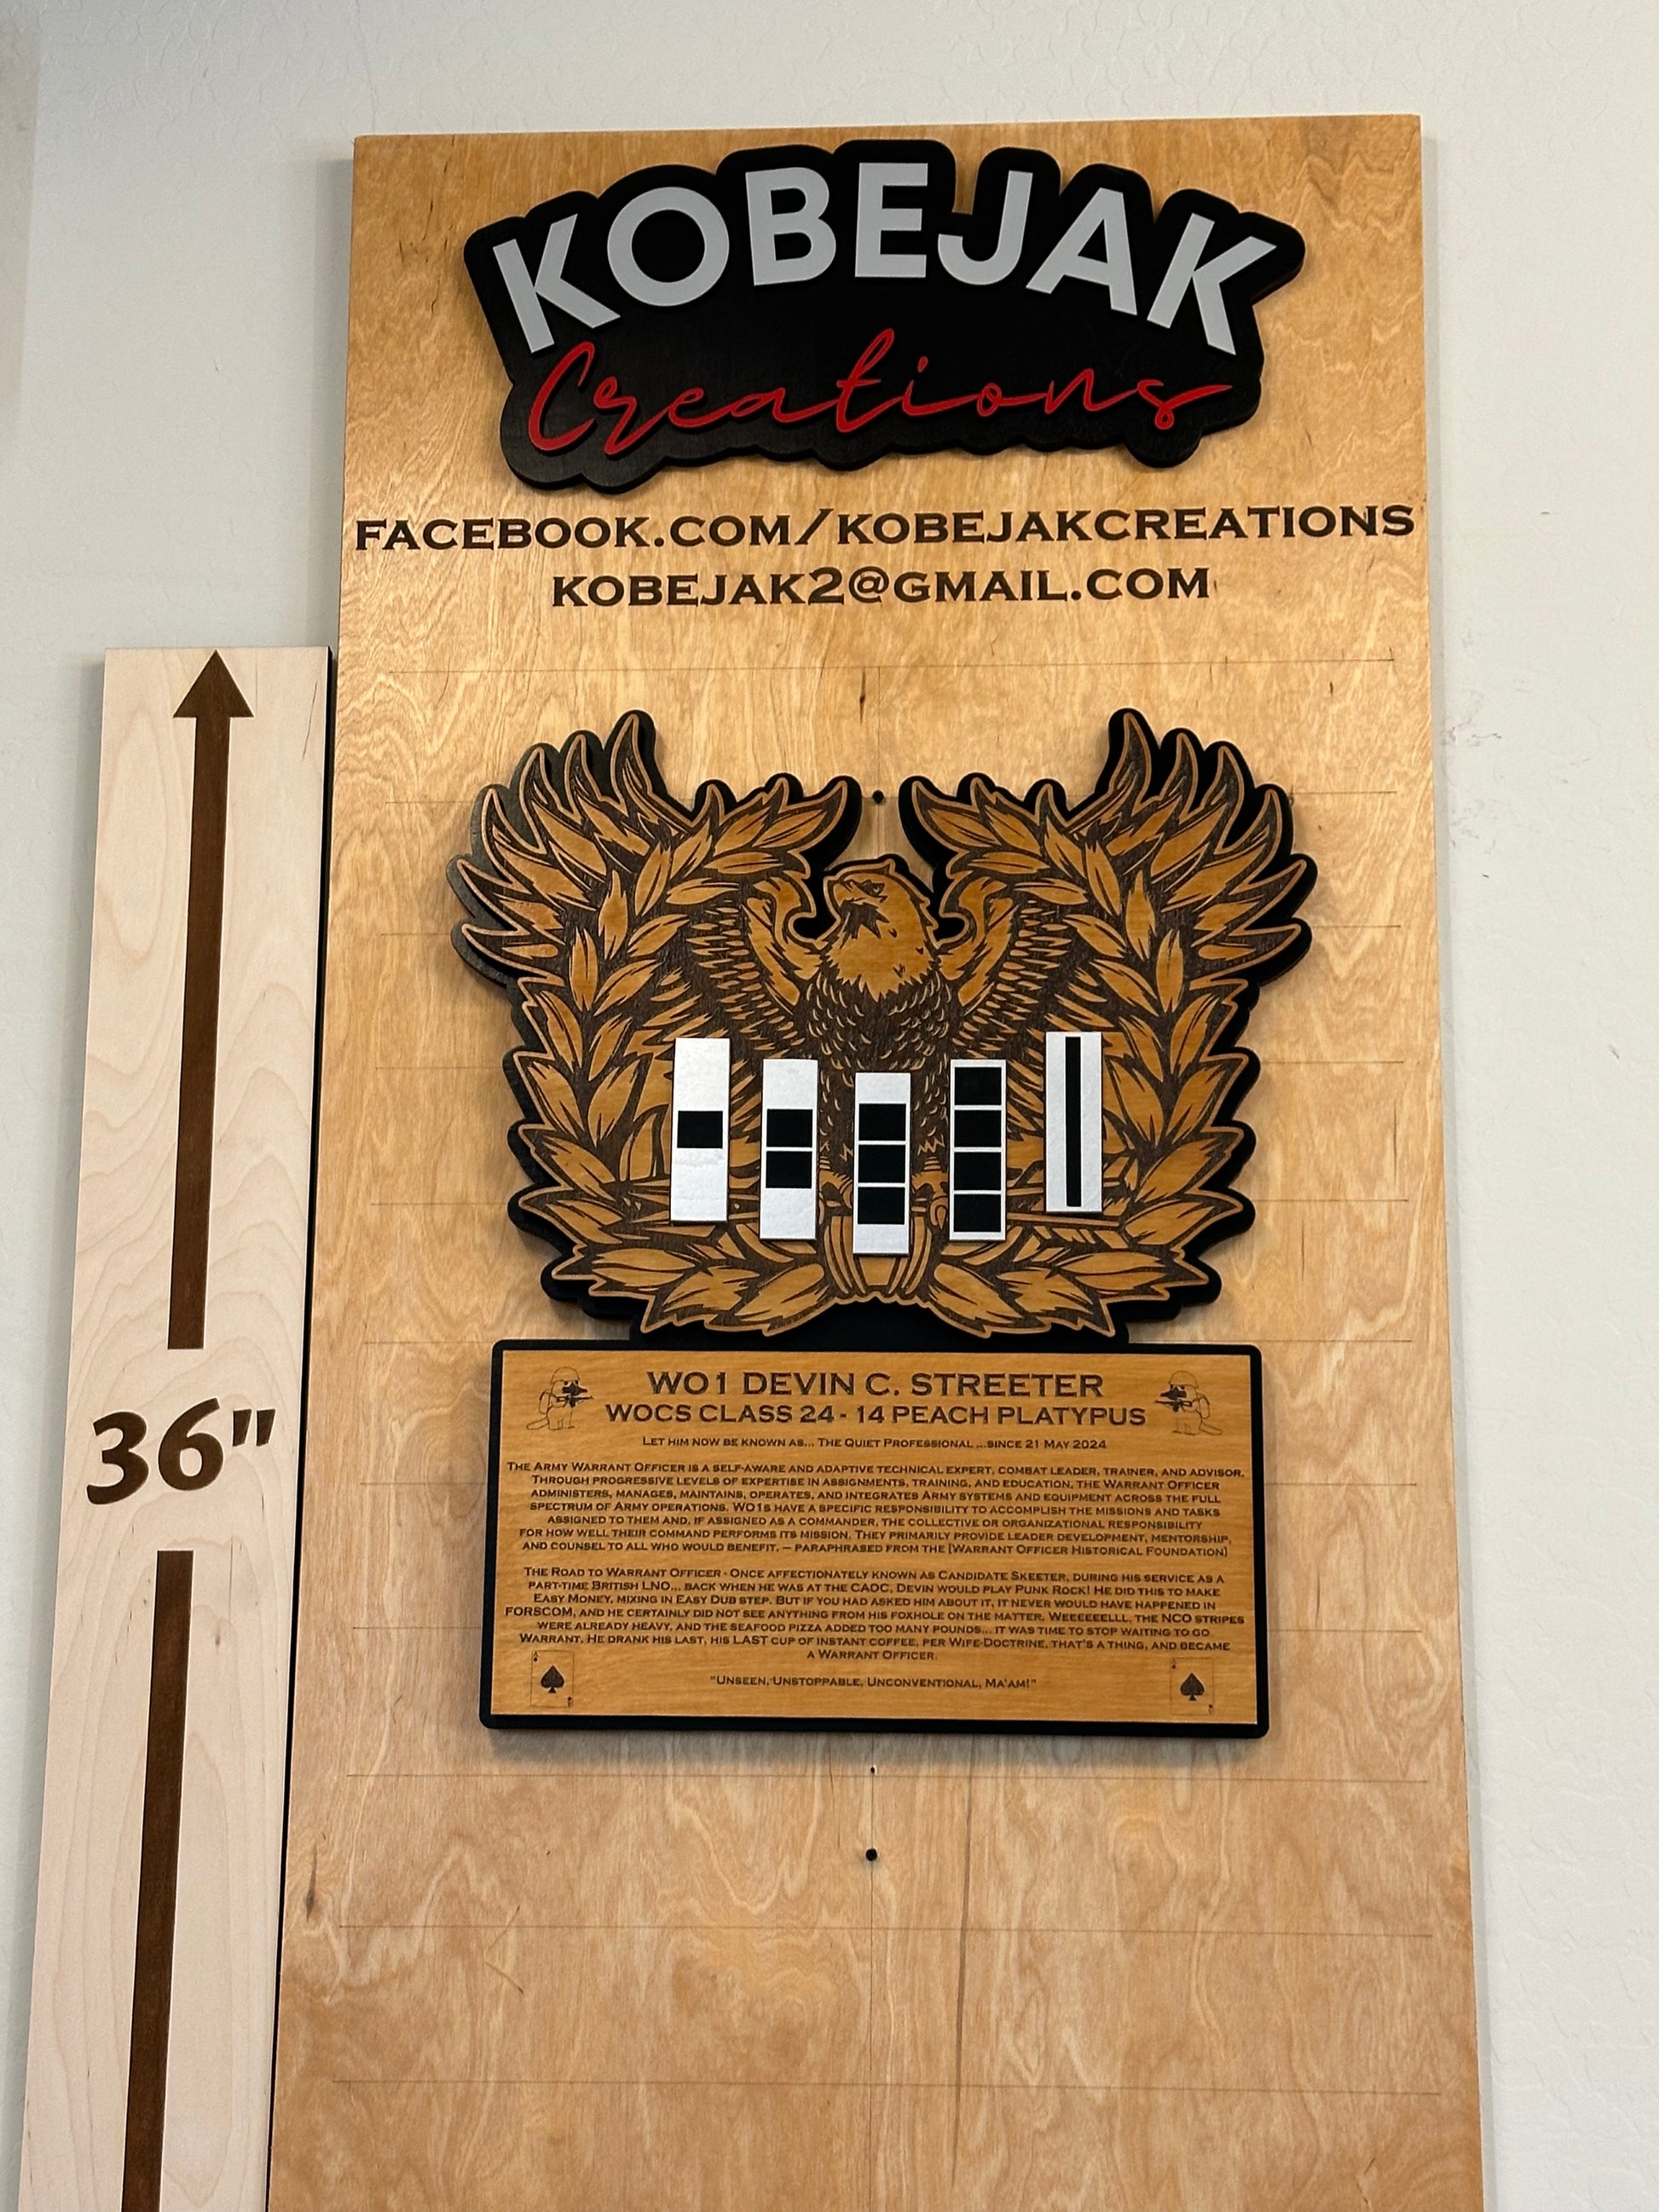 KOBEJAK
Creations
FACEBOOK.COM/KOBEJAKCREATIONS
KOBEJAK2@GMAIL.COM
36"
WO1 DEVIN C. STREETER
WOCS CLASS 24 - 14 PEACH PLATYPUS
LET HIM NOW BE KNOWN AS... THE QUIET PROFESSIONAL ...SINCE 21 MAY 2024
THE ARMY WARRANT OFFICER IS A SELF-AWARE AND ADAPTIVE TECHNICAL EXPERT, COMBAT LEADER, TRAINER, AND ADVISOR.
THROUGH PROGRESSIVE LEVELS OF EXPERTISE IN ASSIGNMENTS, TRAINING, AND EDUCATION, THE WARRANT OFFICER
ADMINISTERS, MANAGES, MAINTAINS, OPERATES, AND INTEGRATES ARMY SYSTEMS AND EQUIPMENT ACROSS THE FULL
SPECTRUM OF ARMY OPERATIONS. WO1S HAVE A SPECIFIC RESPONSIBILITY TO ACCOMPLISH THE MISSIONS AND TASKS
ASSIGNED TO THEM AND, IF ASSIGNED AS A COMMANDER, THE COLLECTIVE OR ORGANIZATIONAL RESPONSIBILITY
FOR HOW WELL THEIR COMMAND PERFORMS ITS MISSION. THEY PRIMARILY PROVIDE LEADER DEVELOPMENT, MENTORSHIP,
AND COUNSEL TO ALL WHO WOULD BENEFIT. – PARAPHRASED FROM THE [WARRANT OFFICER HISTORICAL FOUNDATION]
THE ROAD TO WARRANT OFFICER - ONCE AFFECTIONATELY KNOWN AS CANDIDATE SKEETER, DURING HIS SERVICE AS A
PART-TIME BRITISH LNO... BACK WHEN HE WAS AT THE CAOC, DEVIN WOULD PLAY PUNK ROCK! HE DID THIS TO MAKE
EASY MONEY, MIXING IN EASY DUB STEP. BUT IF YOU HAD ASKED HIM ABOUT IT, IT NEVER WOULD HAVE HAPPENED IN
FORSCOM, AND HE CERTAINLY DID NOT SEE ANYTHING FROM HIS FOXHOLE ON THE MATTER. WEEEEEELLL, THE NCO STRIPES
WERE ALREADY HEAVY, AND THE SEAFOOD PIZZA ADDED TOO MANY POUNDS... IT WAS TIME TO STOP WAITING TO GO
WARRANT. HE DRANK HIS LAST, HIS LAST CUP OF INSTANT COFFEE, PER WIFE-DOCTRINE, THAT'S A THING, AND BECAME
A WARRANT OFFICER.
"UNSEEN, UNSTOPPABLE, UNCONVENTIONAL, MA'AM!"